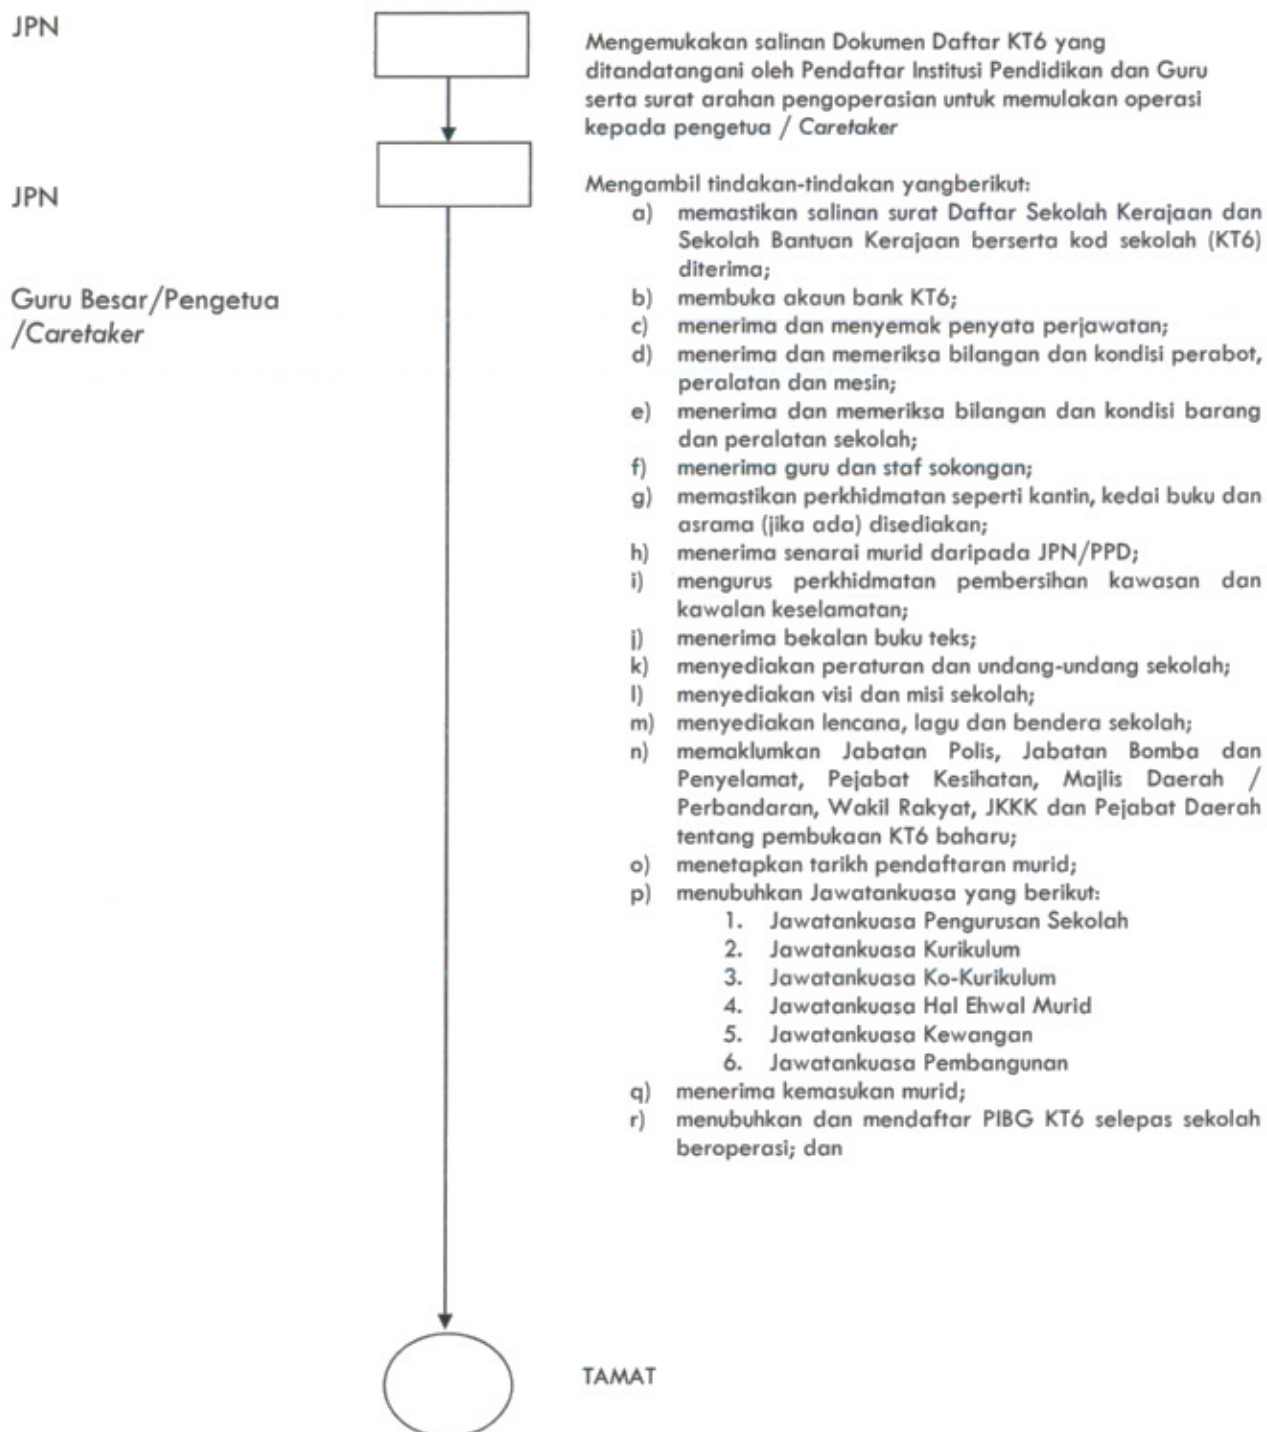 JPN
Mengemukakan salinan Dokumen Daftar KT6 yang
ditandatangani oleh Pendaftar Institusi Pendidikan dan Guru
serta surat arahan pengoperasian untuk memulakan operasi
kepada pengetua / Caretaker
JPN
Guru Besar/Pengetua
/Caretaker
Mengambil tindakan-tindakan yangberikut:
a) memastikan salinan surat Daftar Sekolah Kerajaan dan
Sekolah Bantuan Kerajaan berserta kod sekolah (KT6)
diterima;
b) membuka akaun bank KT6;
c) menerima dan menyemak penyata perjawatan;
d) menerima dan memeriksa bilangan dan kondisi perabot,
peralatan dan mesin;
e) menerima dan memeriksa bilangan dan kondisi barang
dan peralatan sekolah;
f) menerima guru dan staf sokongan;
g) memastikan perkhidmatan seperti kantin, kedai buku dan
asrama (jika ada) disediakan;
h) menerima senarai murid daripada JPN/PPD;
i) mengurus perkhidmatan pembersihan kawasan dan
kawalan keselamatan;
j) menerima bekalan buku teks;
k) menyediakan peraturan dan undang-undang sekolah;
l) menyediakan visi dan misi sekolah;
m) menyediakan lencana, lagu dan bendera sekolah;
n) memaklumkan Jabatan Polis, Jabatan Bomba dan
Penyelamat, Pejabat Kesihatan, Majlis Daerah /
Perbandaran, Wakil Rakyat, JKKK dan Pejabat Daerah
tentang pembukaan KT6 baharu;
o) menetapkan tarikh pendaftaran murid;
p) menubuhkan Jawatankuasa yang berikut:
1. Jawatankuasa Pengurusan Sekolah
2. Jawatankuasa Kurikulum
3. Jawatankuasa Ko-Kurikulum
4. Jawatankuasa Hal Ehwal Murid
5. Jawatankuasa Kewangan
6. Jawatankuasa Pembangunan
q) menerima kemasukan murid;
r) menubuhkan dan mendaftar PIBG KT6 selepas sekolah
beroperasi; dan
TAMAT